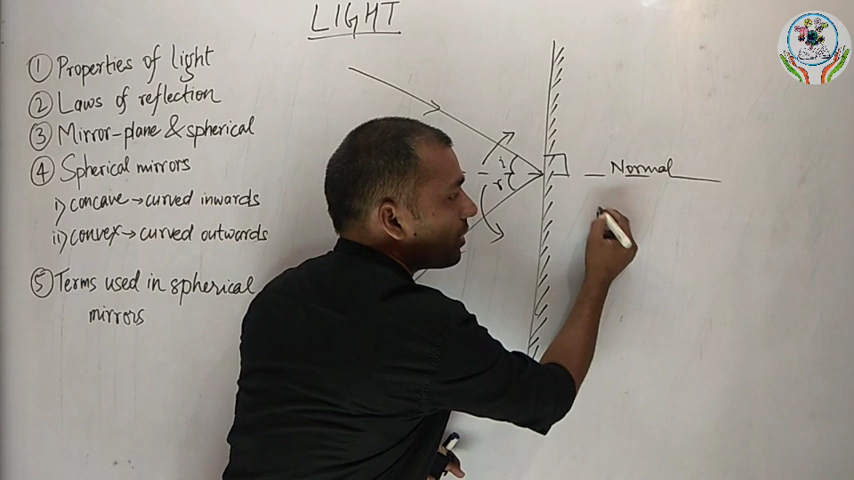 LIGHT
① Properties of light
② Laws of reflection
③ Mirror-plane & spherical
④ Spherical mirrors
i) concave → curved inwards
ii) convex → curved outwards
⑤ Terms used in spherical
mirrors
i
r
Normal